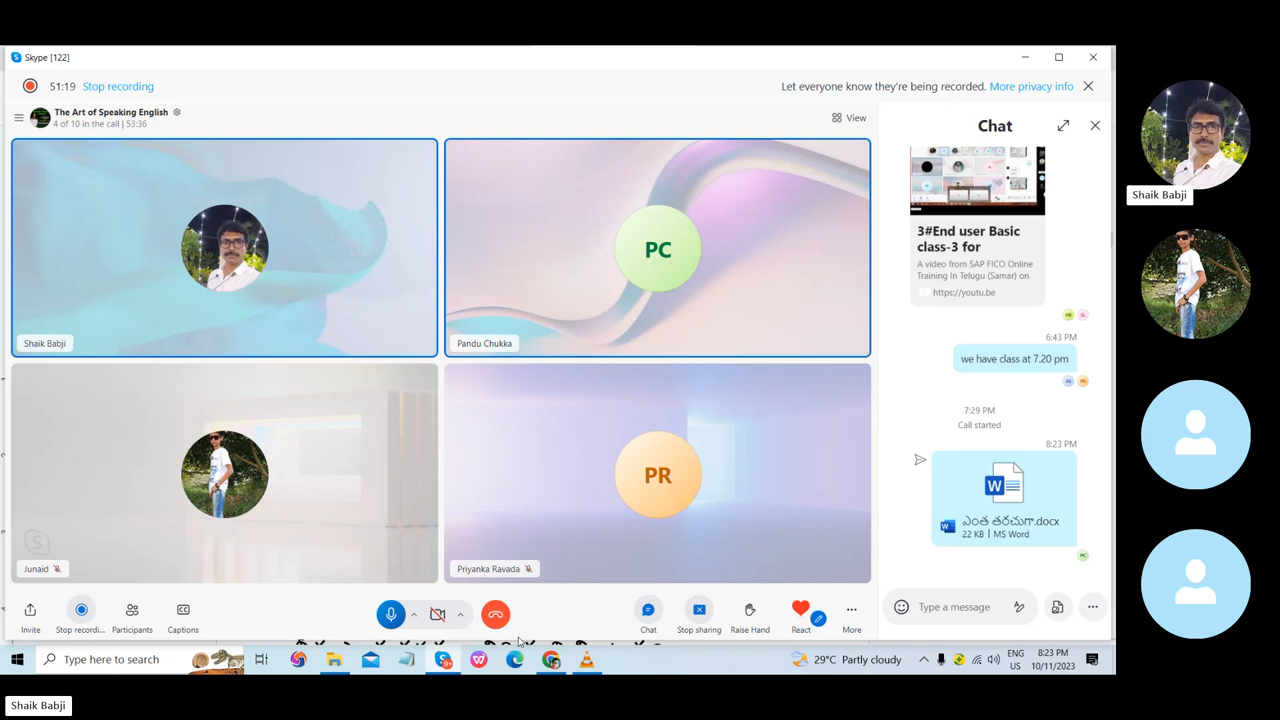 Skype [122]
51:19 Stop recording
Let everyone know they're being recorded. More privacy info
The Art of Speaking English
4 of 10 in the call | 53:36
View
Shaik Babji
PC
Pandu Chukka
Junaid
PR
Priyanka Ravada
Invite
Stop recordi...
Participants
Captions
Chat
Stop sharing
Raise Hand
React
More
Chat
3#End user Basic
class-3 for
A video from SAP FICO Online
Training In Telugu (Samar) on
https://youtu.be
6:43 PM
we have class at 7.20 pm
7:29 PM
Call started
8:23 PM
W
ఎంత తరచుగా.docx
22 KB | MS Word
PC
Type a message
Type here to search
29°C Partly cloudy
ENG
US
8:23 PM
10/11/2023
Shaik Babji
Shaik Babji